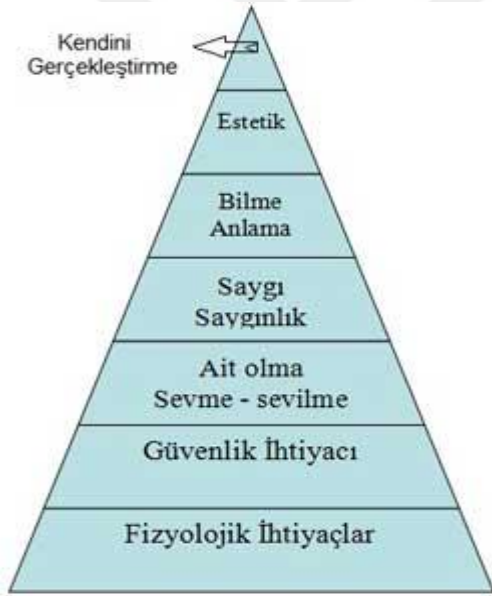 Kendini
Gerçekleştirme
Estetik
Bilme
Anlama
Saygı
Saygınlık
Ait olma
Sevme - sevilme
Güvenlik İhtiyacı
Fizyolojik İhtiyaçlar